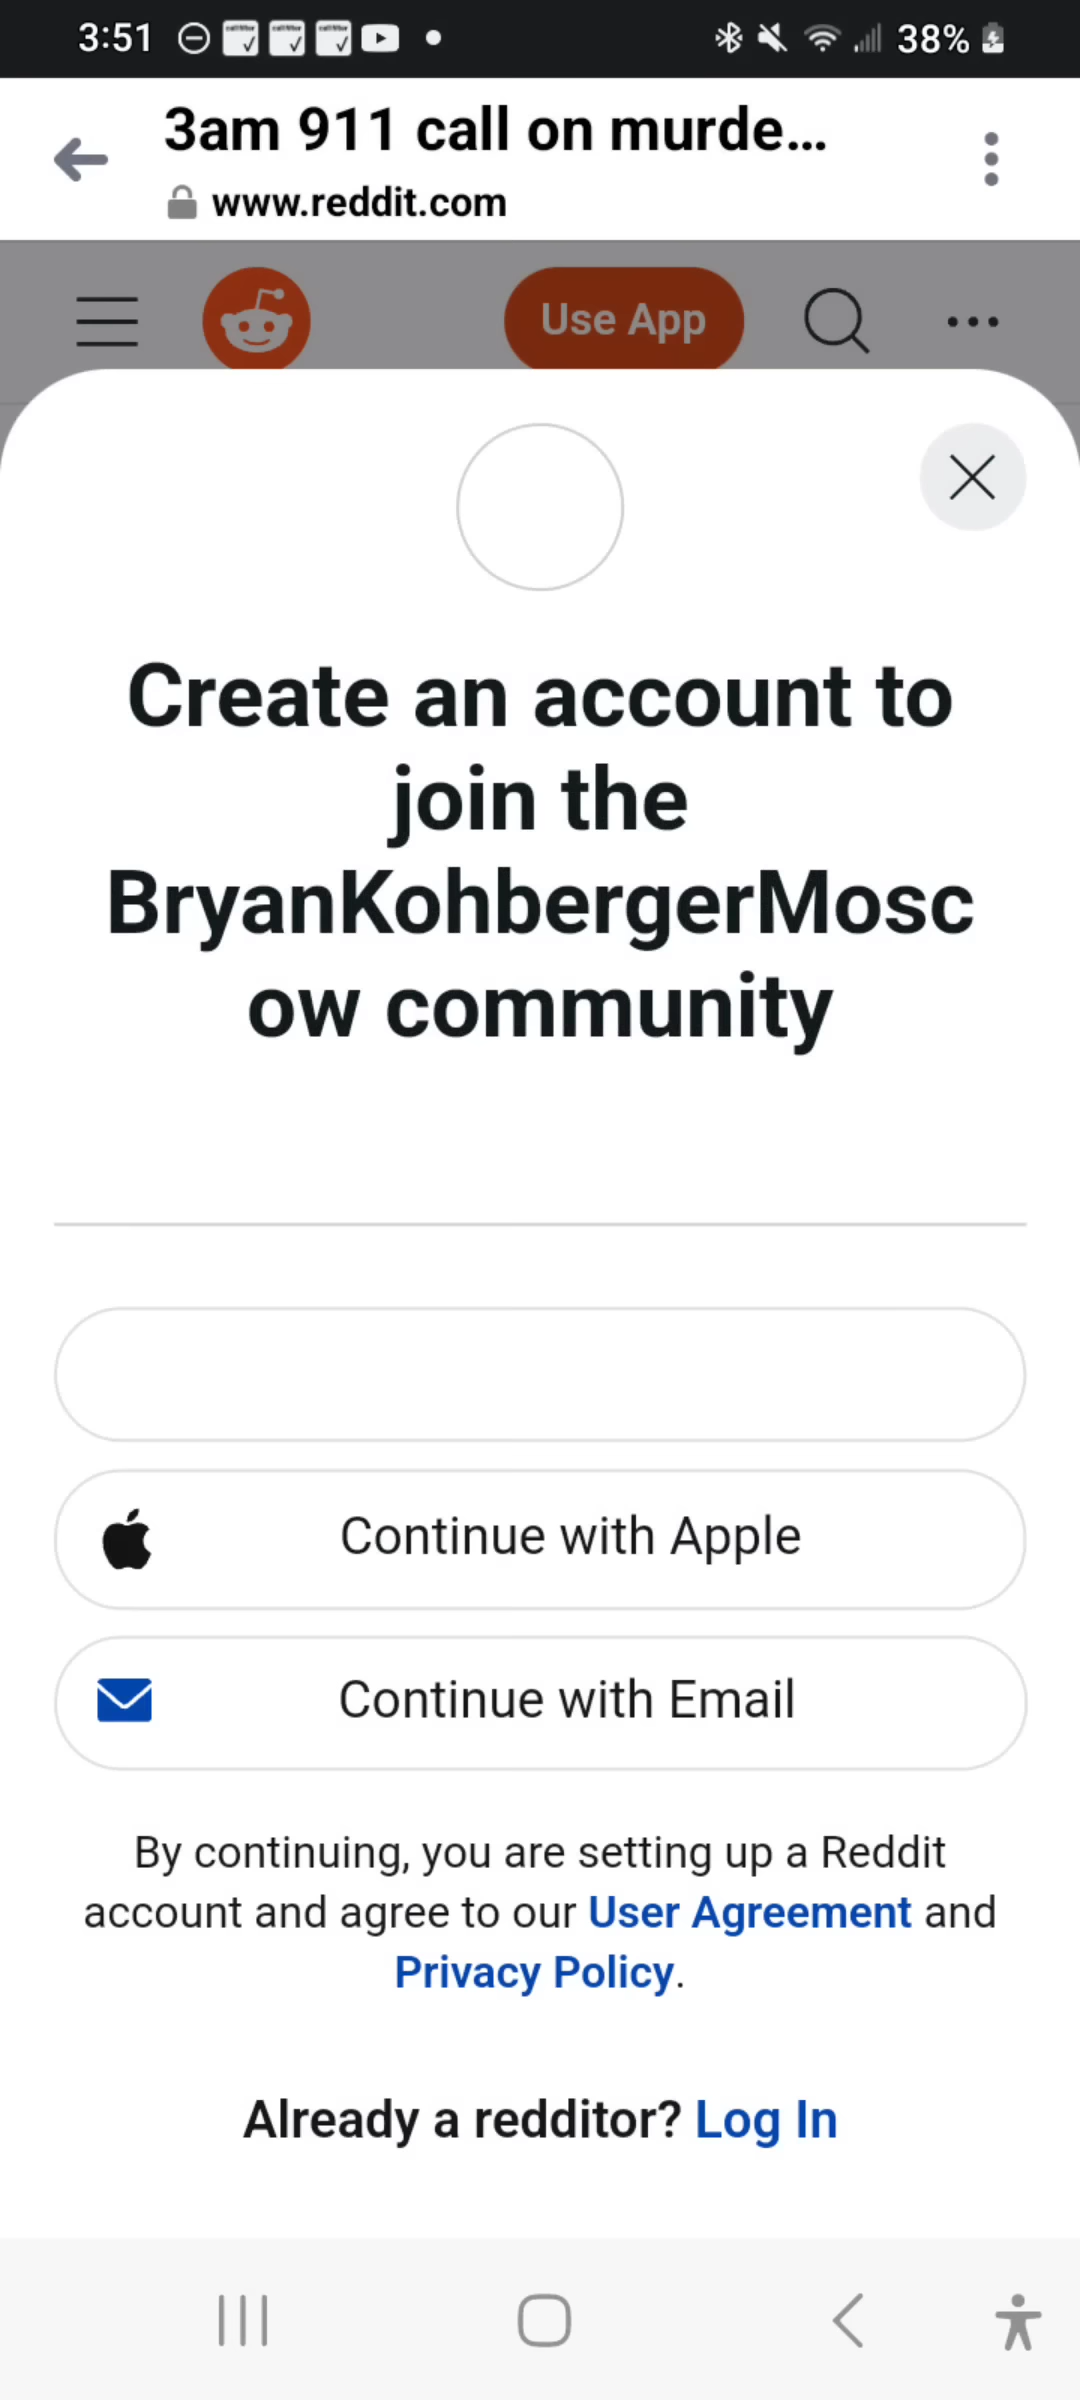 3:51
38%
3am 911 call on murde...
www.reddit.com
Use App
Create an account to
join the
BryanKohbergerMosc
ow community
Continue with Apple
Continue with Email
By continuing, you are setting up a Reddit
account and agree to our User Agreement and
Privacy Policy.
Already a redditor? Log In